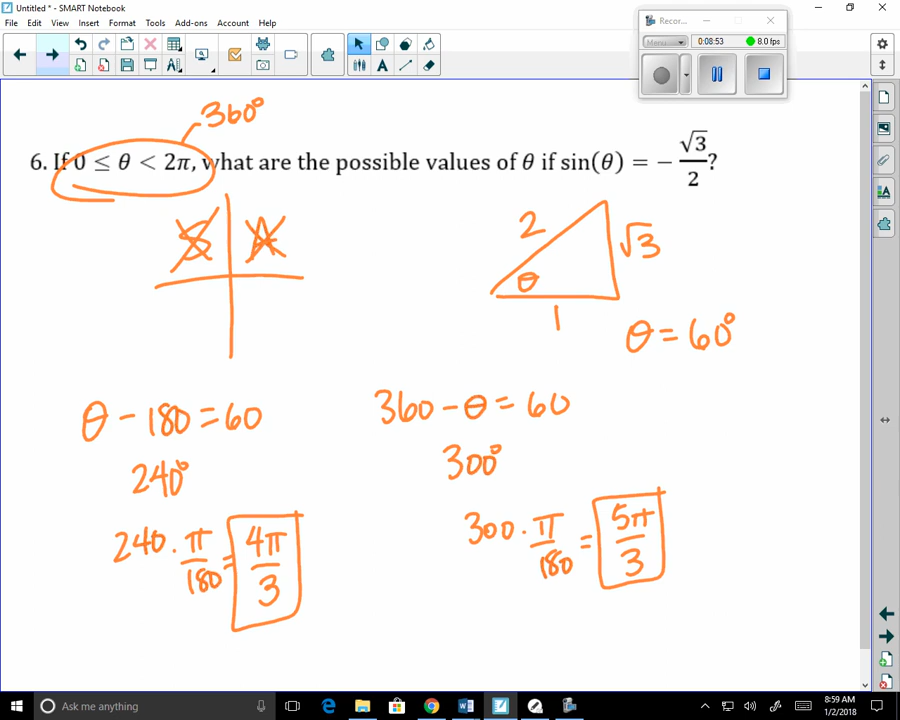 Untitled * - SMART Notebook
File Edit View Insert Format Tools Add-ons Account Help
Recor...
Menu
0:08:53
8.0 fps
360°
6. If 0 ≤ θ < 2π, what are the possible values of θ if sin(θ) = − √3/2?
S A
2 √3
θ
1
θ = 60°
θ − 180 = 60
360 − θ = 60
240°
300°
240 · π/180 = 4π/3
300 · π/180 = 5π/3
Ask me anything
8:59 AM
1/2/2018